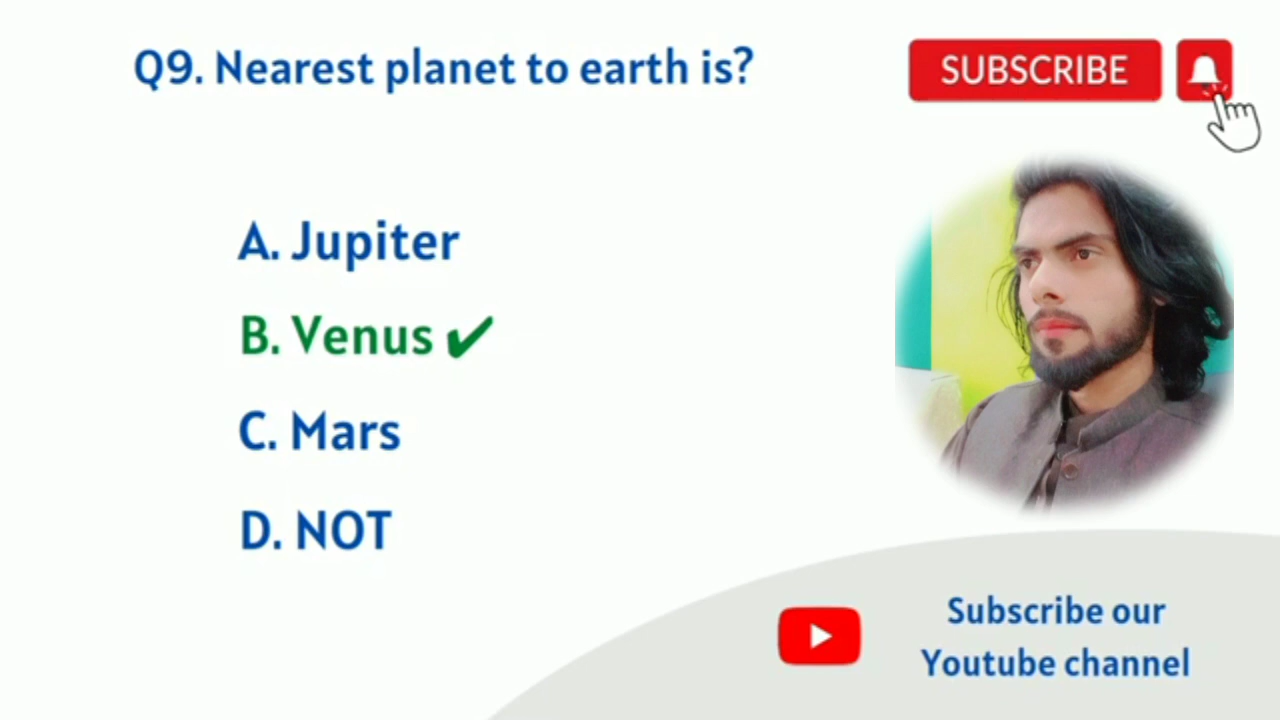 Q9. Nearest planet to earth is?
SUBSCRIBE
A. Jupiter
B. Venus ✔
C. Mars
D. NOT
Subscribe our
Youtube channel